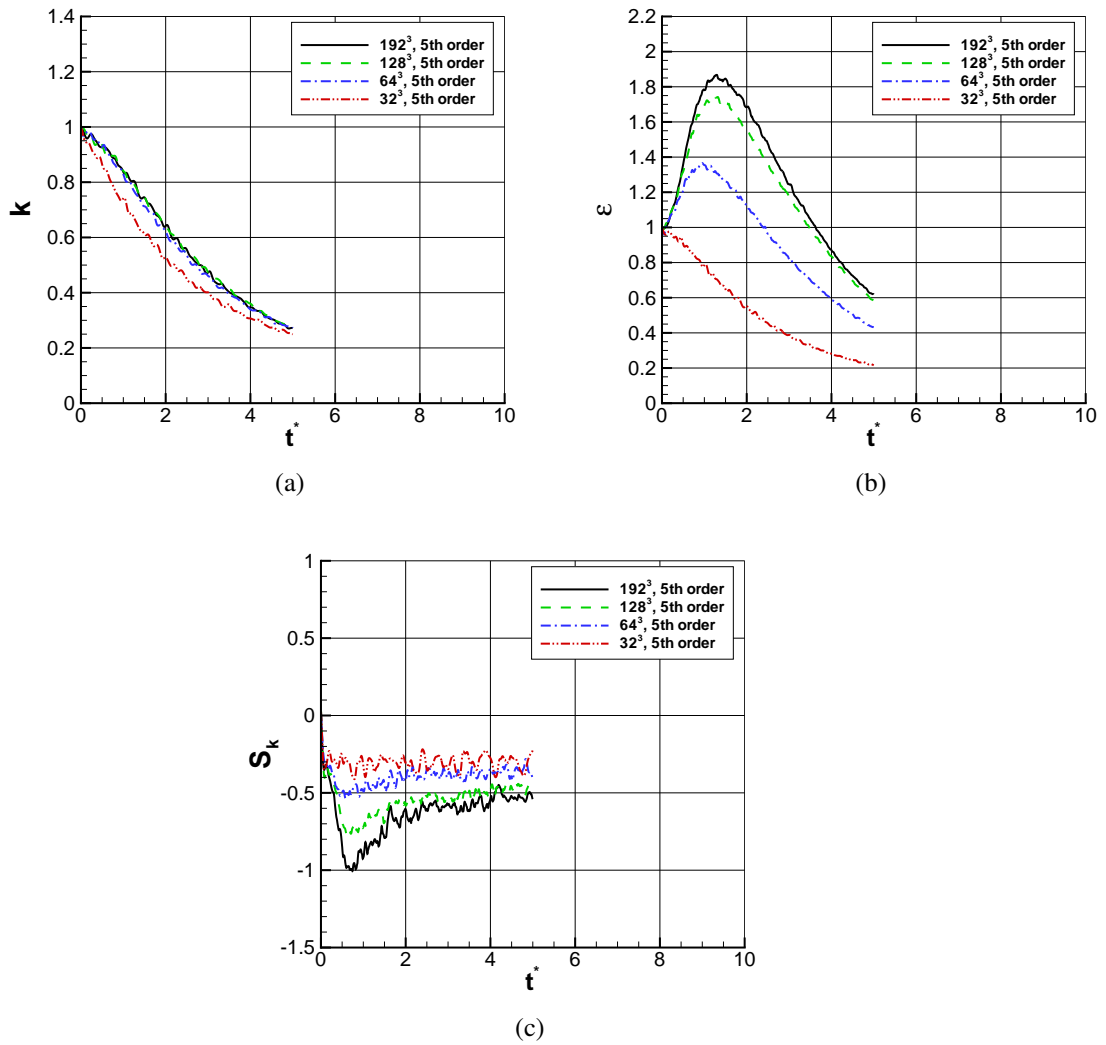 1.4
1.2
1
0.8
0.6
0.4
0.2
0
k
0 2 4 6 8 10
t*
192³, 5th order
128³, 5th order
64³, 5th order
32³, 5th order
(a)
2.2
2
1.8
1.6
1.4
1.2
1
0.8
0.6
0.4
0.2
0
ε
0 2 4 6 8 10
t*
192³, 5th order
128³, 5th order
64³, 5th order
32³, 5th order
(b)
1
0.5
0
-0.5
-1
-1.5
Sₖ
0 2 4 6 8 10
t*
192³, 5th order
128³, 5th order
64³, 5th order
32³, 5th order
(c)